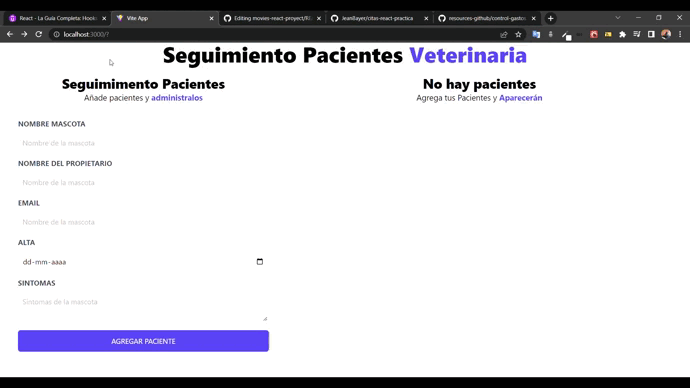 React - La Guía Completa: Hooks
Vite App
Editing movies-react-proyect/RE
JeanBayer/citas-react-practica
resources-github/control-gastos
localhost:3000/?
Seguimiento Pacientes Veterinaria
Seguimimento Pacientes
Añade pacientes y administralos
No hay pacientes
Agrega tus Pacientes y Aparecerán
NOMBRE MASCOTA
Nombre de la mascota
NOMBRE DEL PROPIETARIO
Nombre de la mascota
EMAIL
Nombre de la mascota
ALTA
dd-mm-aaaa
SINTOMAS
Sintomas de la mascota
AGREGAR PACIENTE